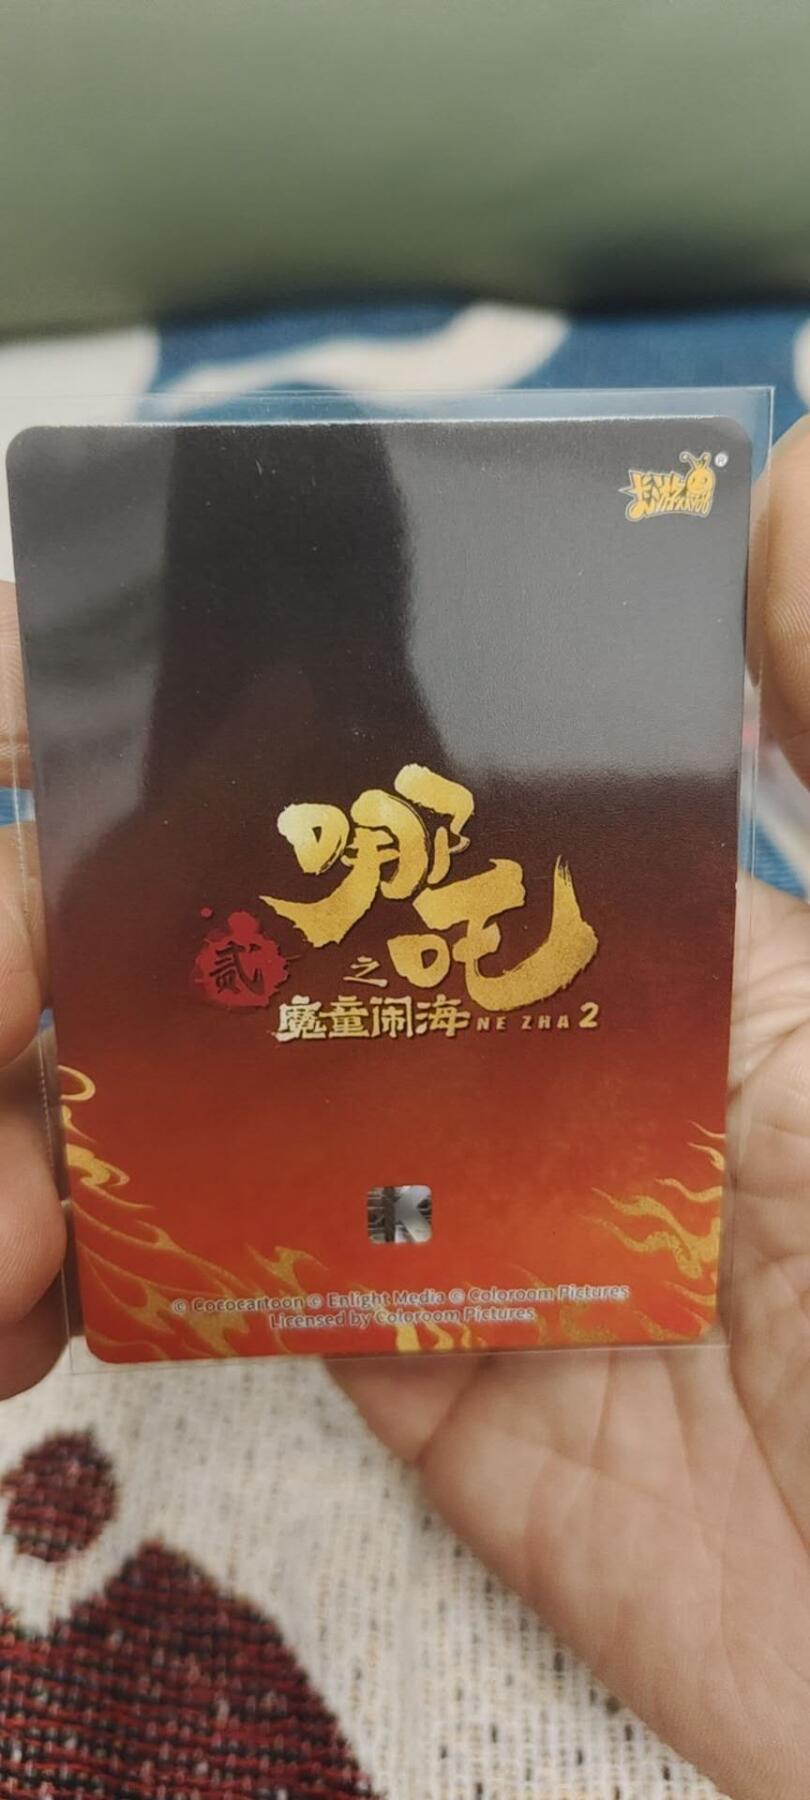 卡游 KAYOU ®
哪吒
贰 之
魔童闹海 NE ZHA 2
K
© Cococartoon © Enlight Media © Coloroom Pictures
Licensed by Coloroom Pictures